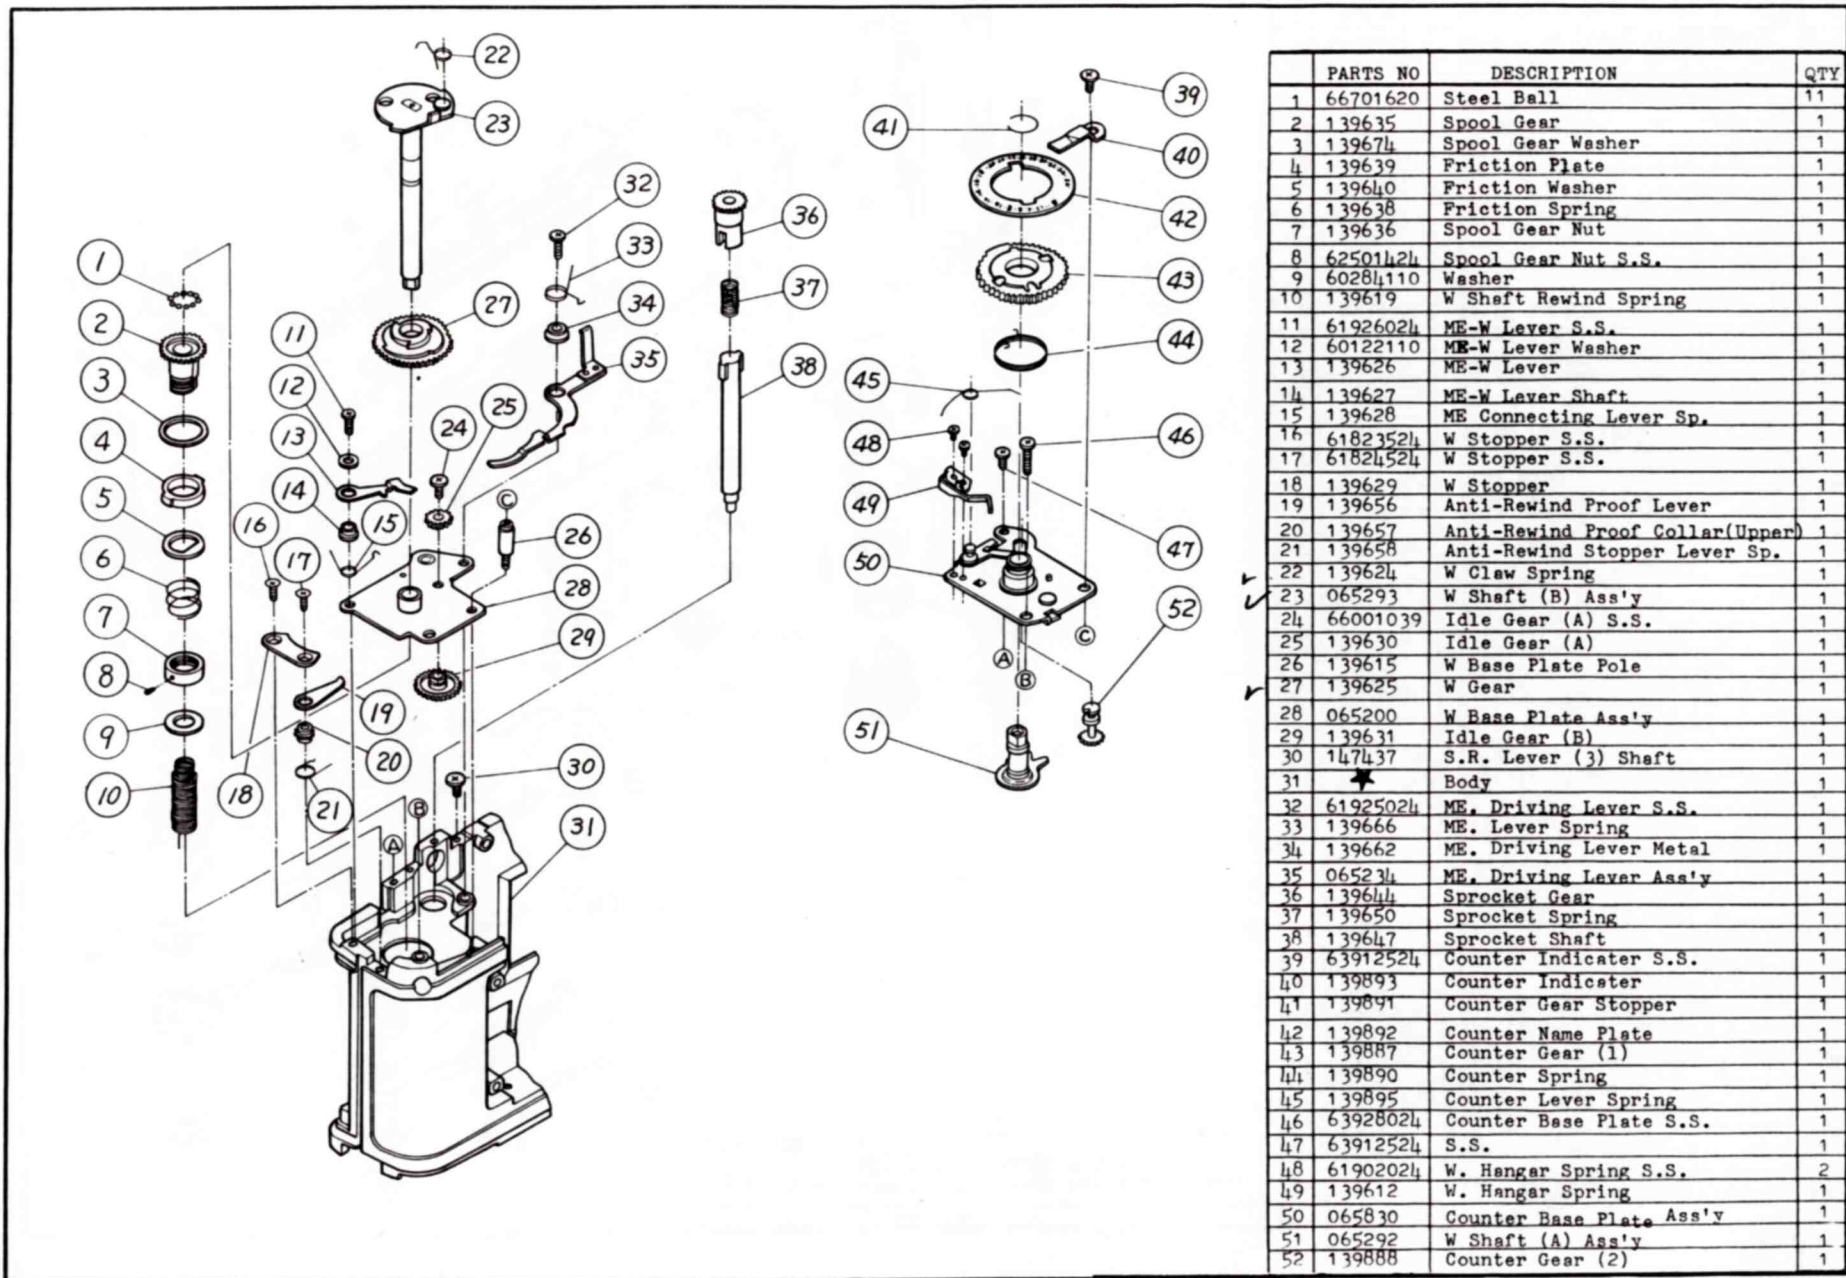 22
23
32
33
34
35
27
36
37
38
1
2
3
4
5
6
7
8
9
10
11
12
13
14
15
16
17
18
19
20
21
24
25
C
26
28
29
30
31
A
B
39
40
41
42
43
44
45
46
47
48
49
50
51
52
A
B
C
PARTS NO DESCRIPTION QTY
1 66701620 Steel Ball 11
2 139635 Spool Gear 1
3 139674 Spool Gear Washer 1
4 139639 Friction Plate 1
5 139640 Friction Washer 1
6 139638 Friction Spring 1
7 139636 Spool Gear Nut 1
8 62501424 Spool Gear Nut S.S. 1
9 60284110 Washer 1
10 139619 W Shaft Rewind Spring 1
11 61926024 ME-W Lever S.S. 1
12 60122110 ME-W Lever Washer 1
13 139626 ME-W Lever 1
14 139627 ME-W Lever Shaft 1
15 139628 ME Connecting Lever Sp. 1
16 61823524 W Stopper S.S. 1
17 61824524 W Stopper S.S. 1
18 139629 W Stopper 1
19 139656 Anti-Rewind Proof Lever 1
20 139657 Anti-Rewind Proof Collar(Upper) 1
21 139658 Anti-Rewind Stopper Lever Sp. 1
22 139624 W Claw Spring 1
23 065293 W Shaft (B) Ass'y 1
24 66001039 Idle Gear (A) S.S. 1
25 139630 Idle Gear (A) 1
26 139615 W Base Plate Pole 1
27 139625 W Gear 1
28 065200 W Base Plate Ass'y 1
29 139631 Idle Gear (B) 1
30 147437 S.R. Lever (3) Shaft 1
31 ★ Body 1
32 61925024 ME. Driving Lever S.S. 1
33 139666 ME. Lever Spring 1
34 139662 ME. Driving Lever Metal 1
35 065234 ME. Driving Lever Ass'y 1
36 139644 Sprocket Gear 1
37 139650 Sprocket Spring 1
38 139647 Sprocket Shaft 1
39 63912524 Counter Indicater S.S. 1
40 139893 Counter Indicater 1
41 139891 Counter Gear Stopper 1
42 139892 Counter Name Plate 1
43 139887 Counter Gear (1) 1
44 139890 Counter Spring 1
45 139895 Counter Lever Spring 1
46 63928024 Counter Base Plate S.S. 1
47 63912524 S.S. 1
48 61902024 W. Hangar Spring S.S. 2
49 139612 W. Hangar Spring 1
50 065830 Counter Base Plate Ass'y 1
51 065292 W Shaft (A) Ass'y 1
52 139888 Counter Gear (2) 1